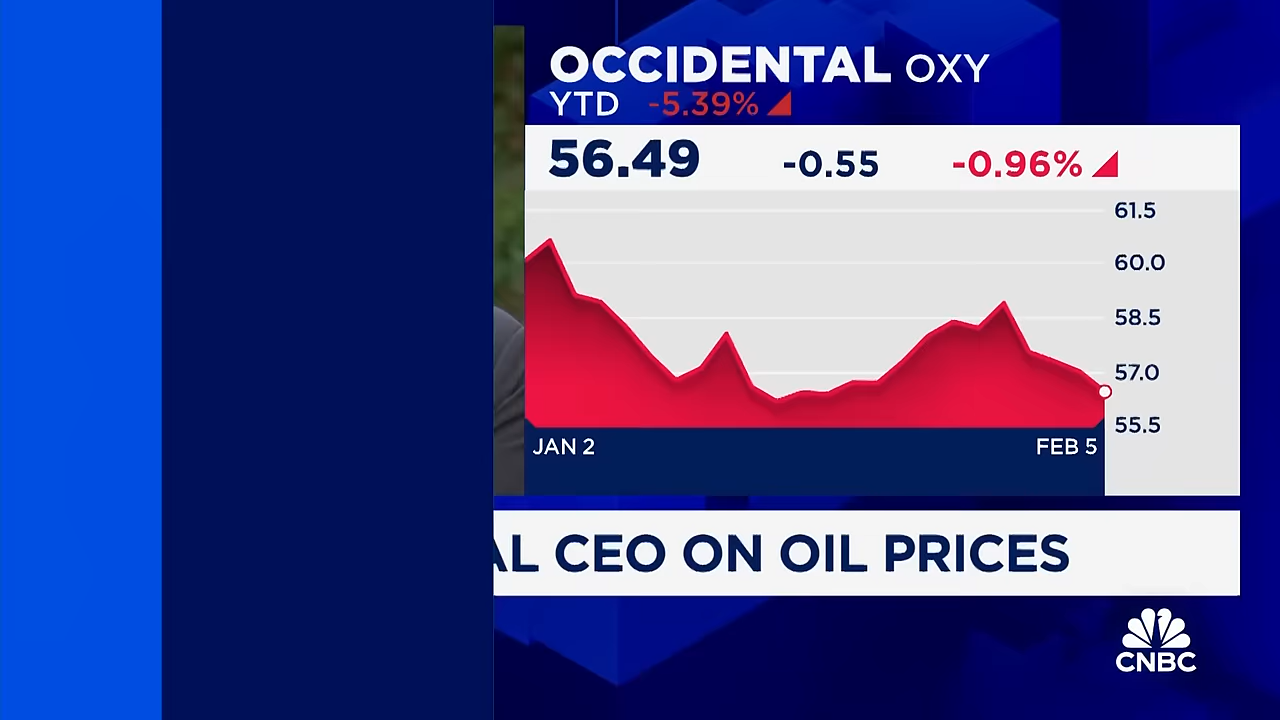 OCCIDENTAL OXY
YTD -5.39%
56.49 -0.55 -0.96%
61.5
60.0
58.5
57.0
55.5
JAN 2 FEB 5
CEO ON OIL PRICES
CNBC